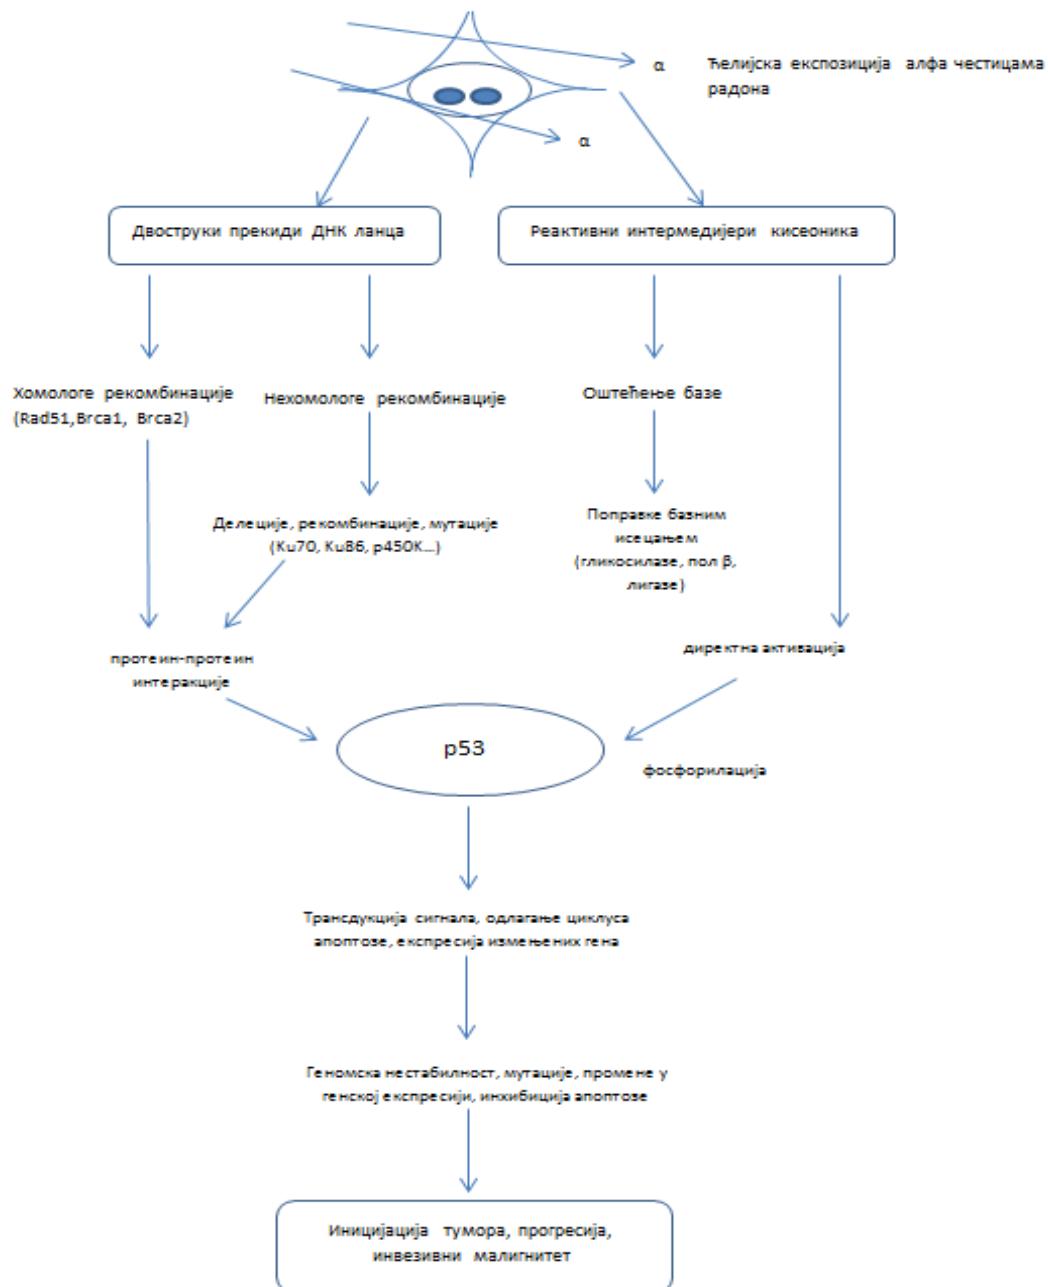 α
Ћелијска експозиција алфа честицама
радона
α
Двоструки прекиди ДНК ланца
Реактивни интермедијери кисеоника
Хомологе рекомбинације
(Rad51,Brca1, Brca2)
Нехомологе рекомбинације
Оштећење базе
Делеције, рекомбинације, мутације
(Ku70, Ku86, p450K...)
Поправке базним
исецањем
(гликосилазе, пол β,
лигазе)
протеин-протеин
интеракције
директна активација
p53
фосфорилација
Трансдукција сигнала, одлагање циклуса
апоптозе, експресија измењених гена
Геномска нестабилност, мутације, промене у
генској експресији, инхибиција апоптозе
Иницијација тумора, прогресија,
инвезивни малигнитет